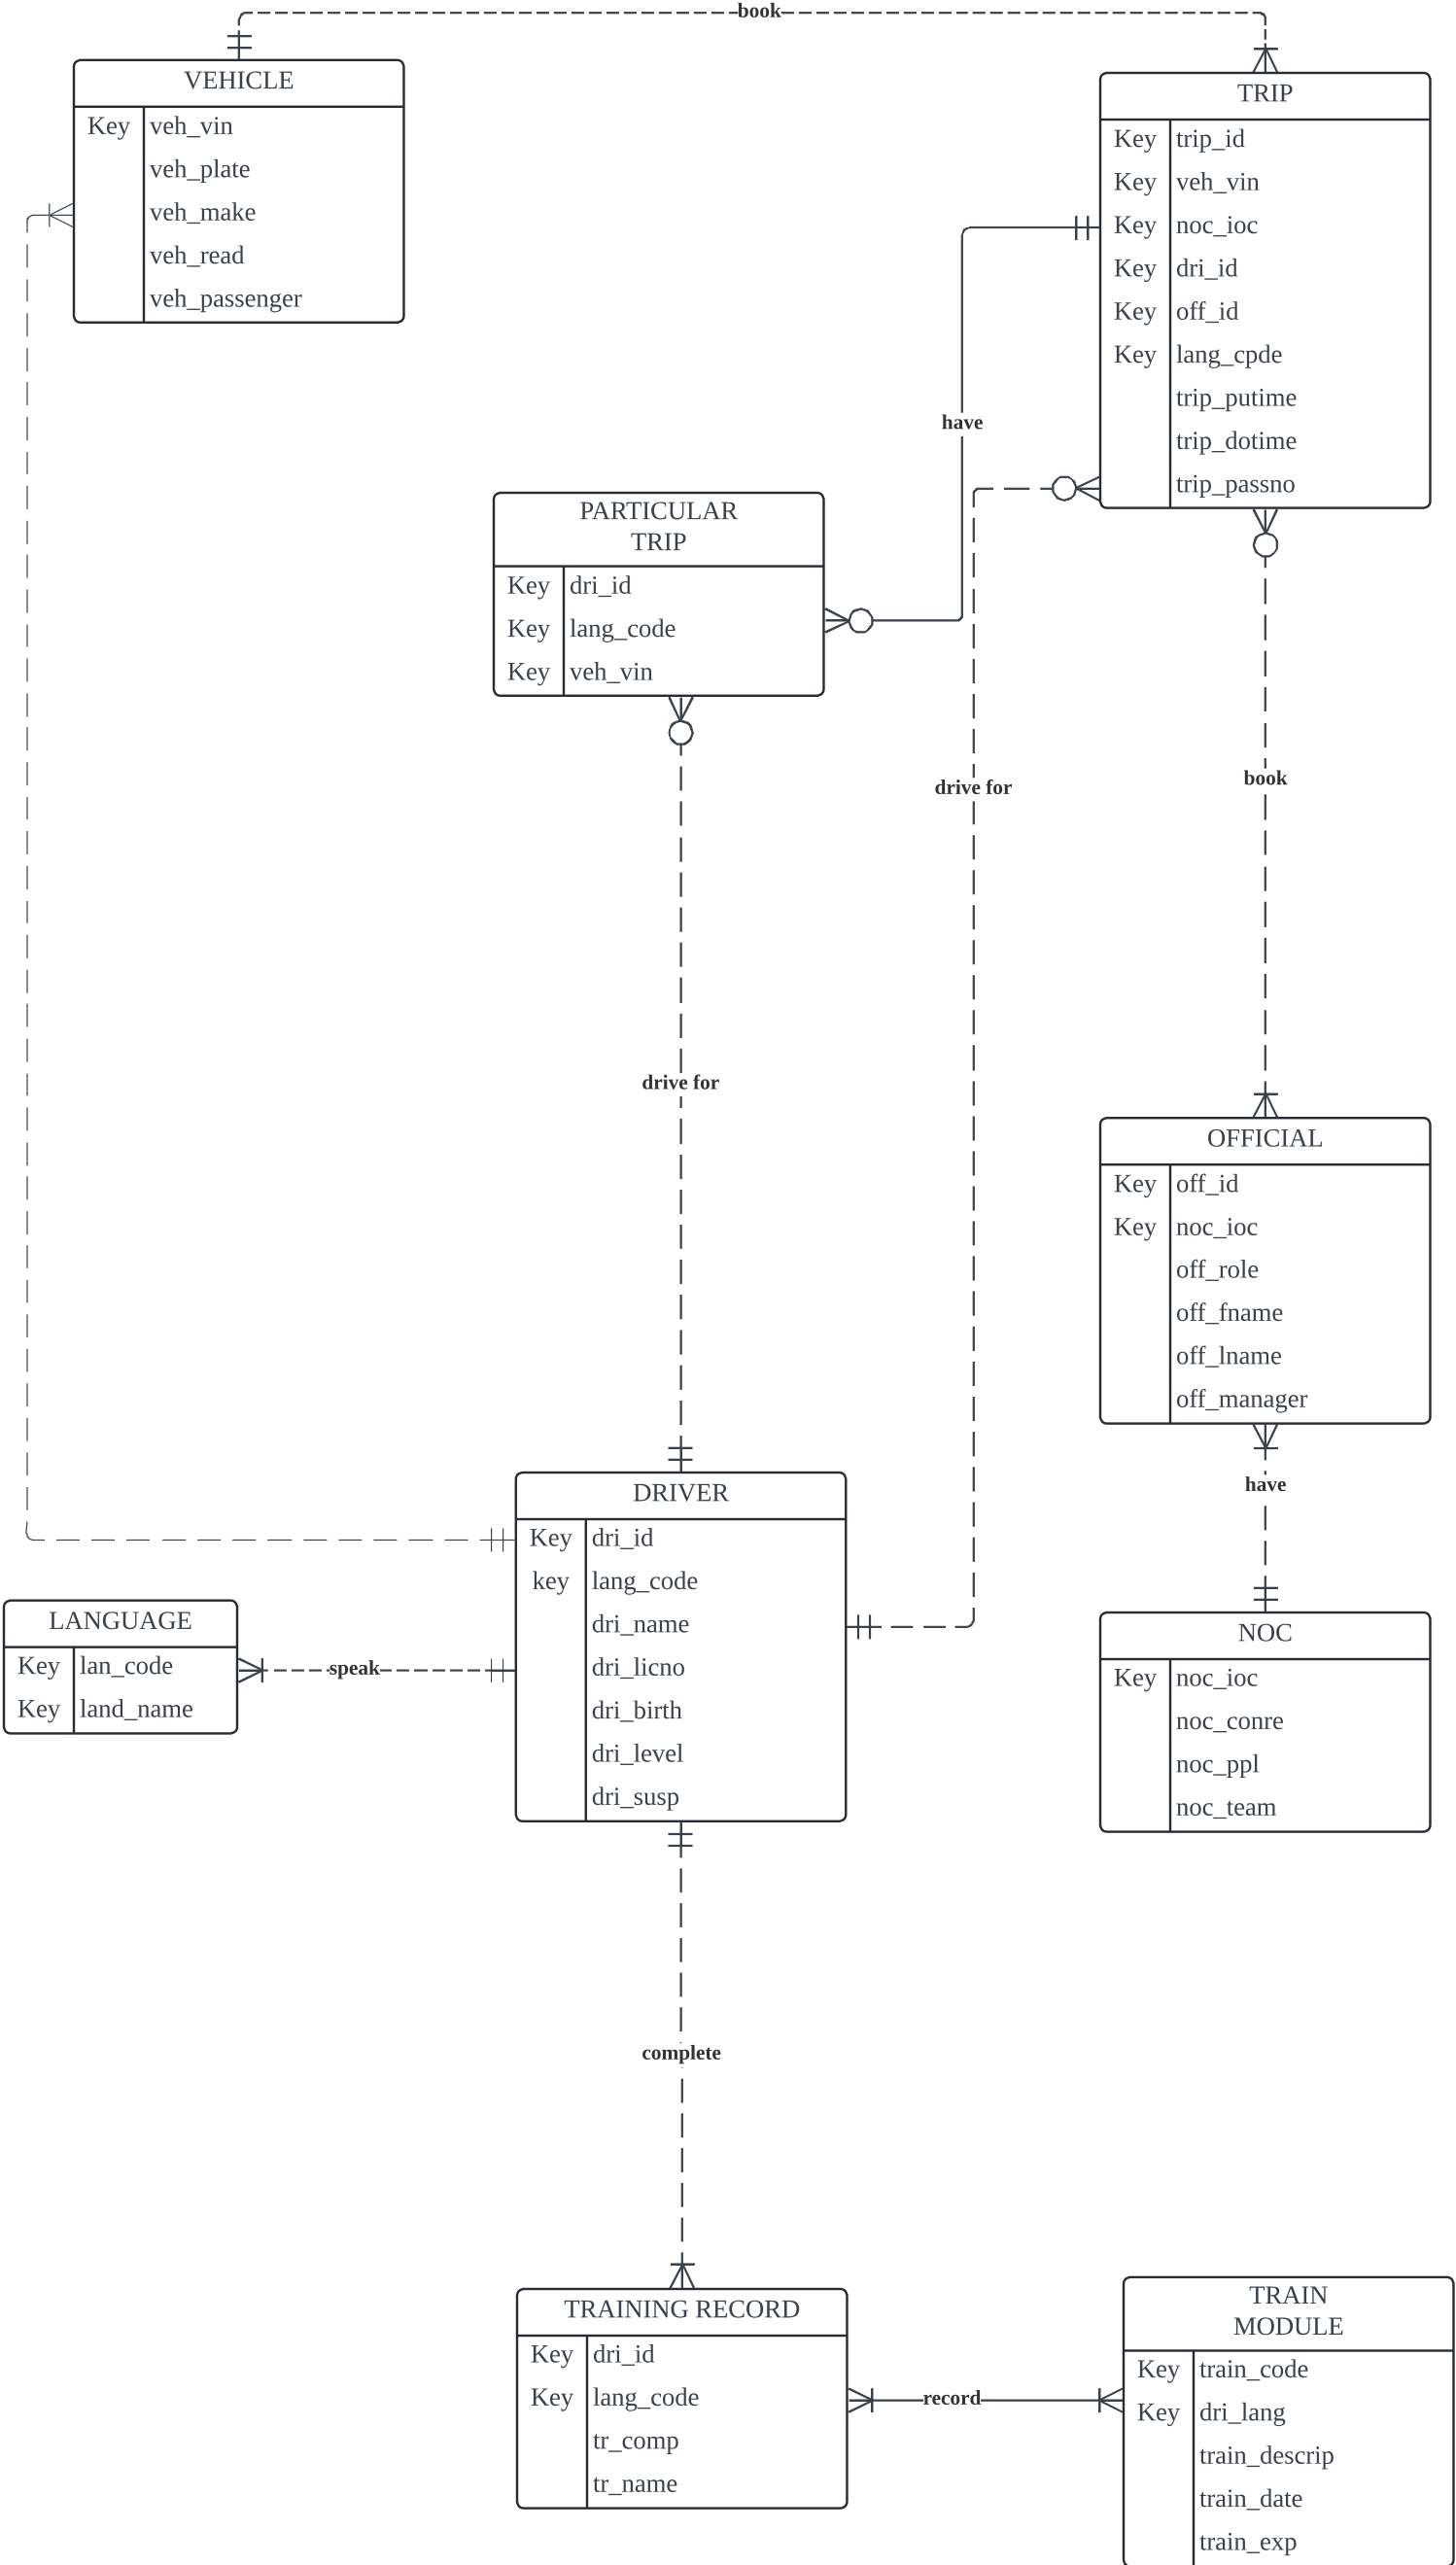 book
VEHICLE
Key veh_vin
veh_plate
veh_make
veh_read
veh_passenger
TRIP
Key trip_id
Key veh_vin
Key noc_ioc
Key dri_id
Key off_id
Key lang_cpde
trip_putime
trip_dotime
trip_passno
have
PARTICULAR
TRIP
Key dri_id
Key lang_code
Key veh_vin
drive for
book
drive for
OFFICIAL
Key off_id
Key noc_ioc
off_role
off_fname
off_lname
off_manager
have
DRIVER
Key dri_id
key lang_code
dri_name
dri_licno
dri_birth
dri_level
dri_susp
LANGUAGE
Key lan_code
Key land_name
speak
NOC
Key noc_ioc
noc_conre
noc_ppl
noc_team
complete
TRAINING RECORD
Key dri_id
Key lang_code
tr_comp
tr_name
record
TRAIN
MODULE
Key train_code
Key dri_lang
train_descrip
train_date
train_exp